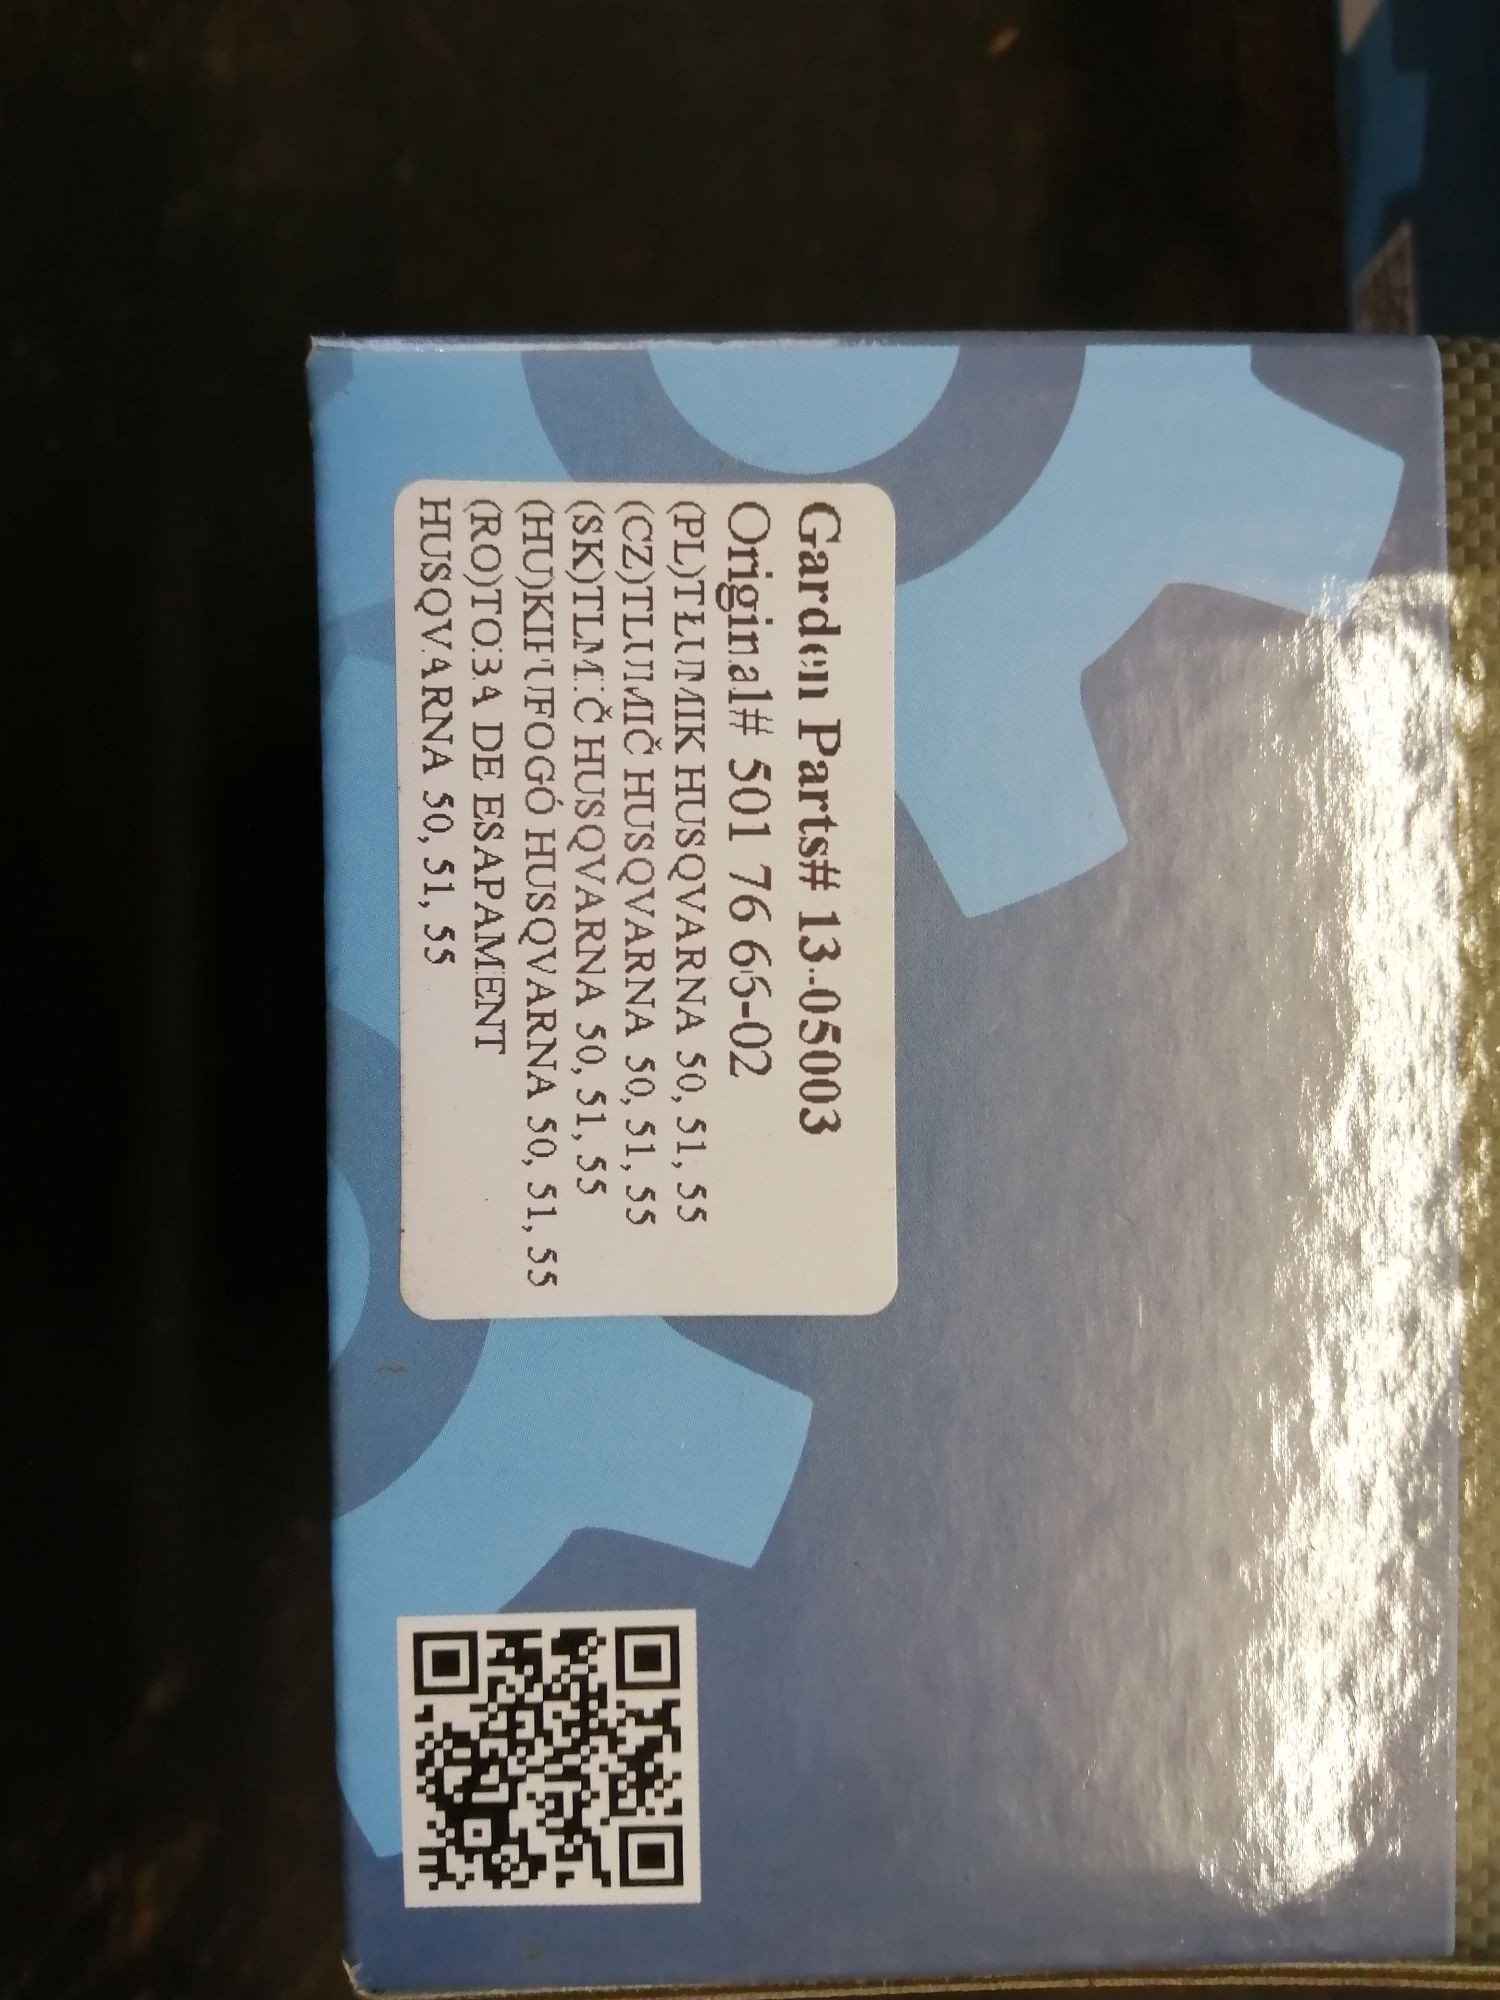 Garden Parts# 13-05003
Original# 501 76 65-02
(PL)TŁUMIK HUSQVARNA 50, 51, 55
(CZ)TLUMIČ HUSQVARNA 50, 51, 55
(SK)TLMIČ HUSQVARNA 50, 51, 55
(HU)KIPUFOGÓ HUSQVARNA 50, 51, 55
(RO)TOBA DE ESAPAMENT
HUSQVARNA 50, 51, 55